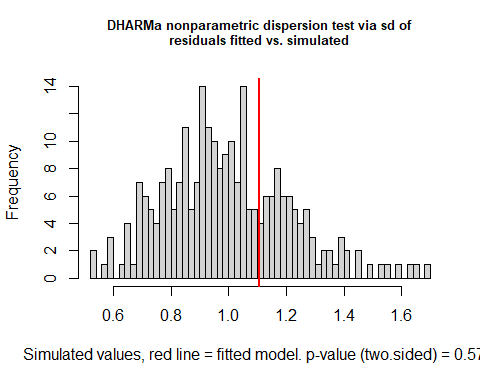 DHARMa nonparametric dispersion test via sd of
residuals fitted vs. simulated
Frequency
14
10
8
6
4
2
0
0.6 0.8 1.0 1.2 1.4 1.6
Simulated values, red line = fitted model. p-value (two.sided) = 0.57